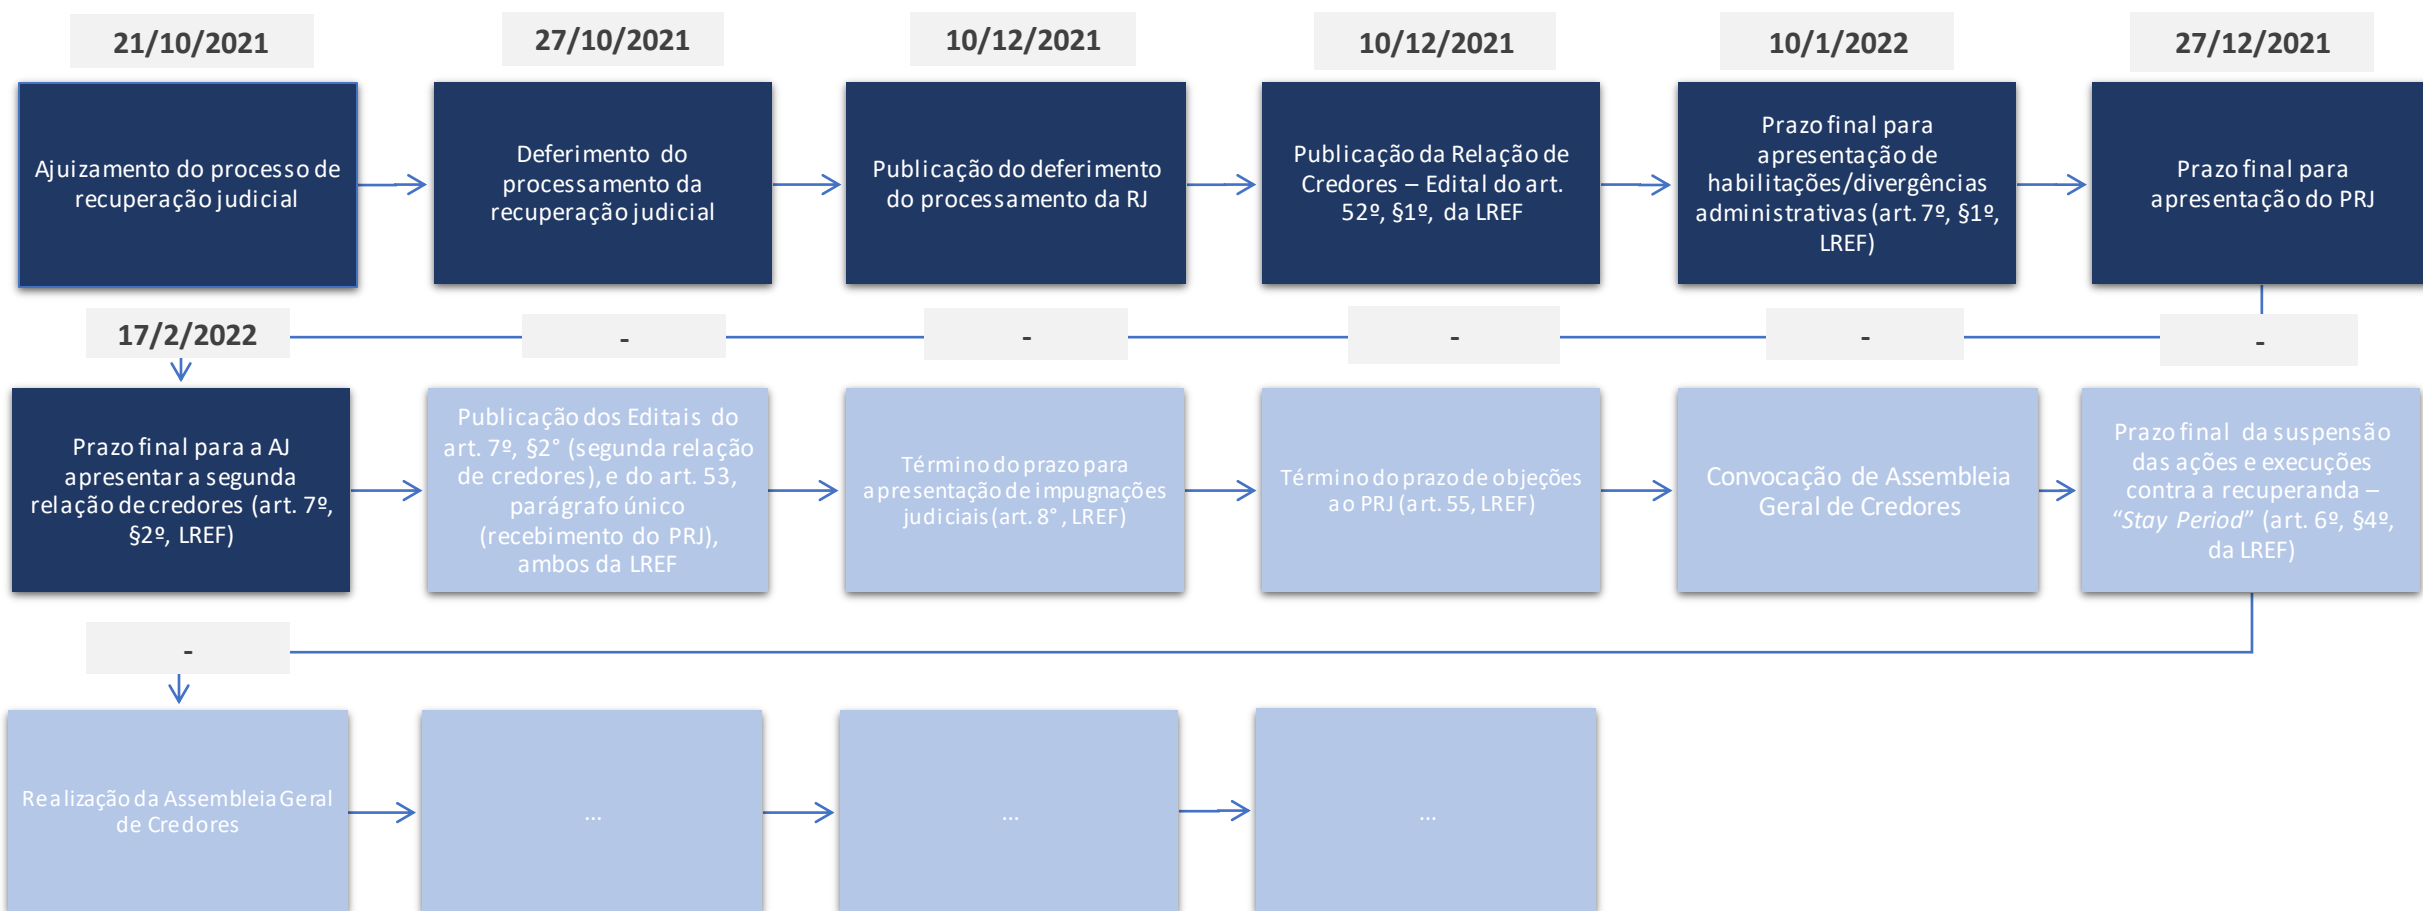 21/10/2021
27/10/2021
10/12/2021
10/12/2021
10/1/2022
27/12/2021
Ajuizamento do processo de
recuperação judicial
Deferimento do
processamento da
recuperação judicial
Publicação do deferimento
do processamento da RJ
Publicação da Relação de
Credores – Edital do art.
52º, §1º, da LREF
Prazo final para
apresentação de
habilitações/divergências
administrativas (art. 7º, §1º,
LREF)
Prazo final para
apresentação do PRJ
17/2/2022
-
-
-
-
-
Prazo final para a AJ
apresentar a segunda
relação de credores (art. 7º,
§2º, LREF)
Publicação dos Editais do
art. 7º, §2° (segunda relação
de credores), e do art. 53,
parágrafo único
(recebimento do PRJ),
ambos da LREF
Término do prazo para
apresentação de impugnações
judiciais (art. 8°, LREF)
Término do prazo de objeções
ao PRJ (art. 55, LREF)
Convocação de Assembleia
Geral de Credores
Prazo final da suspensão
das ações e execuções
contra a recuperanda –
“Stay Period” (art. 6º, §4º,
da LREF)
-
Realização da Assembleia Geral
de Credores
...
...
...